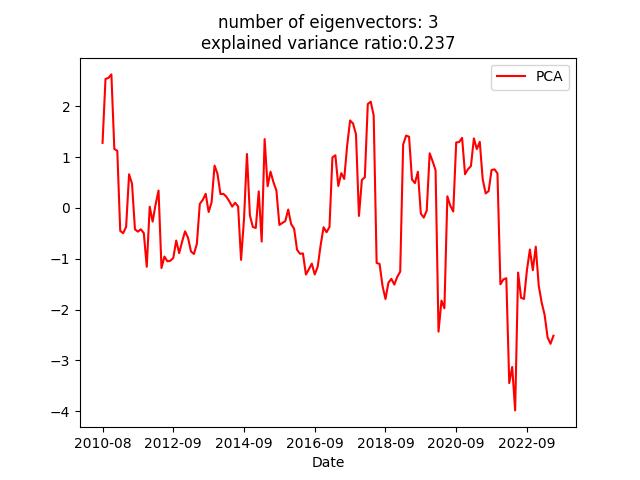 number of eigenvectors: 3
explained variance ratio:0.237
PCA
2
1
0
−1
−2
−3
−4
2010-08 2012-09 2014-09 2016-09 2018-09 2020-09 2022-09
Date